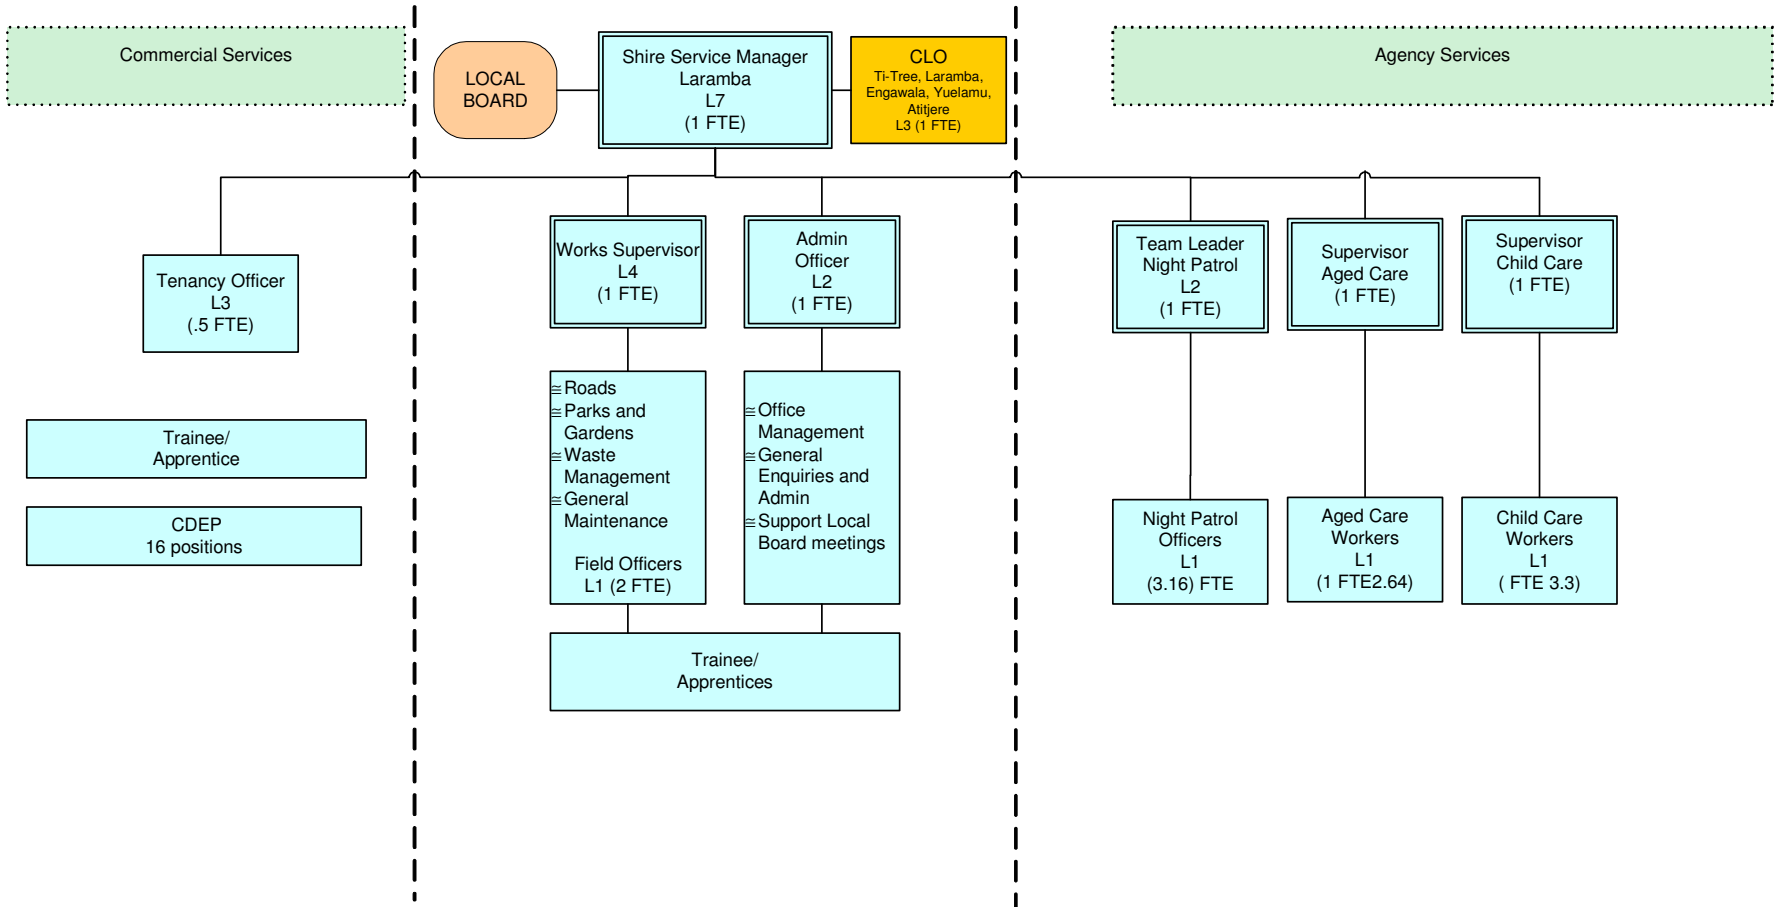 Commercial Services
LOCAL
BOARD
Shire Service Manager
Laramba
L7
(1 FTE)
CLO
Ti-Tree, Laramba,
Engawala, Yuelamu,
Atitjere
L3 (1 FTE)
Agency Services
Tenancy Officer
L3
(.5 FTE)
Works Supervisor
L4
(1 FTE)
Admin
Officer
L2
(1 FTE)
Team Leader
Night Patrol
L2
(1 FTE)
Supervisor
Aged Care
(1 FTE)
Supervisor
Child Care
(1 FTE)
Trainee/
Apprentice
CDEP
16 positions
≅Roads
≅Parks and
Gardens
≅Waste
Management
≅General
Maintenance
Field Officers
L1 (2 FTE)
≅Office
Management
≅General
Enquiries and
Admin
≅Support Local
Board meetings
Night Patrol
Officers
L1
(3.16) FTE
Aged Care
Workers
L1
(1 FTE2.64)
Child Care
Workers
L1
( FTE 3.3)
Trainee/
Apprentices